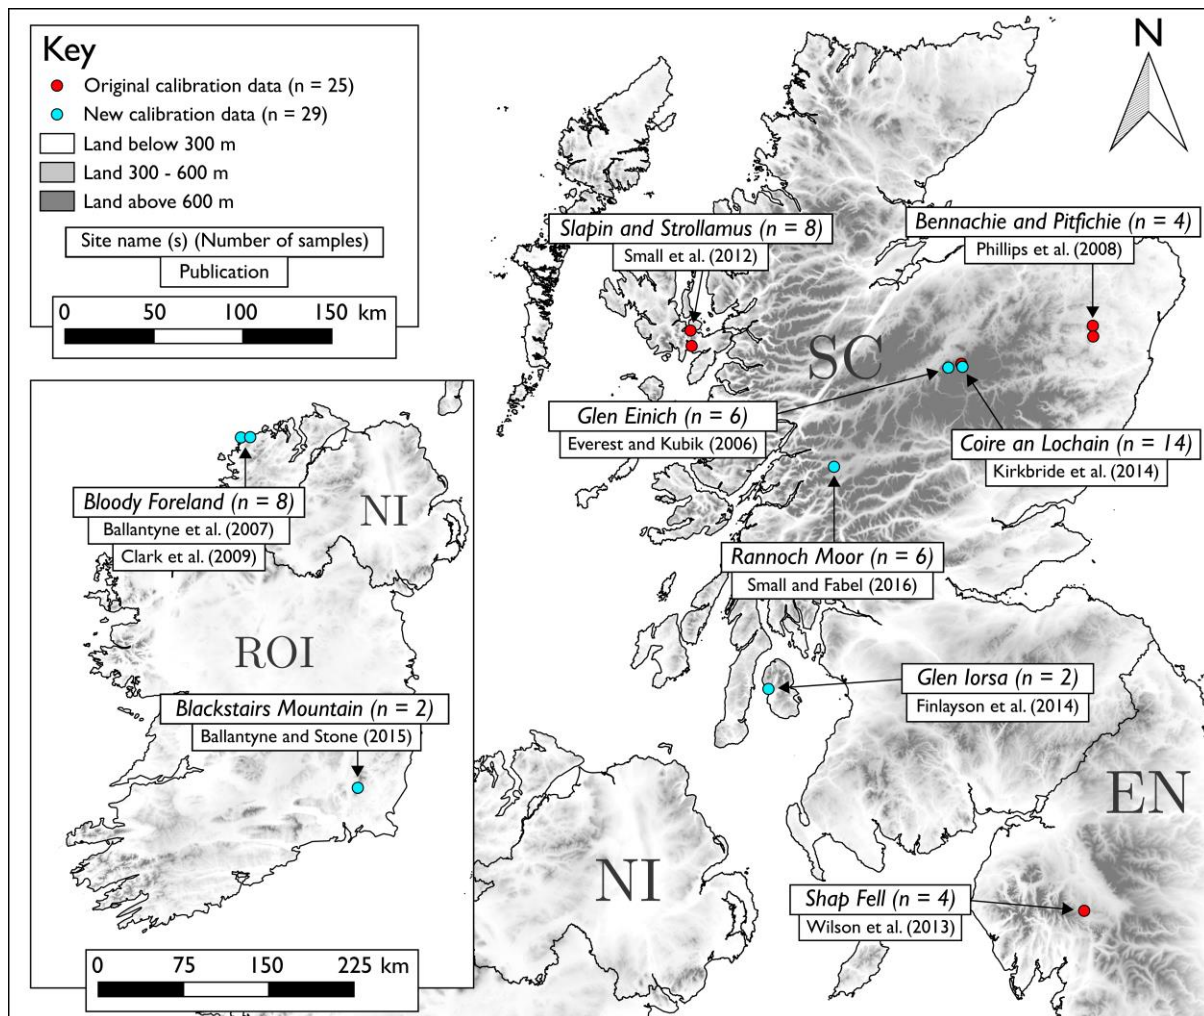 Key
Original calibration data (n = 25)
New calibration data (n = 29)
Land below 300 m
Land 300 - 600 m
Land above 600 m
Site name (s) (Number of samples)
Publication
0 50 100 150 km
N
Slapin and Strollamus (n = 8)
Small et al. (2012)
Bennachie and Pitfichie (n = 4)
Phillips et al. (2008)
SC
Glen Einich (n = 6)
Everest and Kubik (2006)
Coire an Lochain (n = 14)
Kirkbride et al. (2014)
Rannoch Moor (n = 6)
Small and Fabel (2016)
Glen Iorsa (n = 2)
Finlayson et al. (2014)
EN
NI
Shap Fell (n = 4)
Wilson et al. (2013)
Bloody Foreland (n = 8)
Ballantyne et al. (2007)
Clark et al. (2009)
NI
ROI
Blackstairs Mountain (n = 2)
Ballantyne and Stone (2015)
0 75 150 225 km